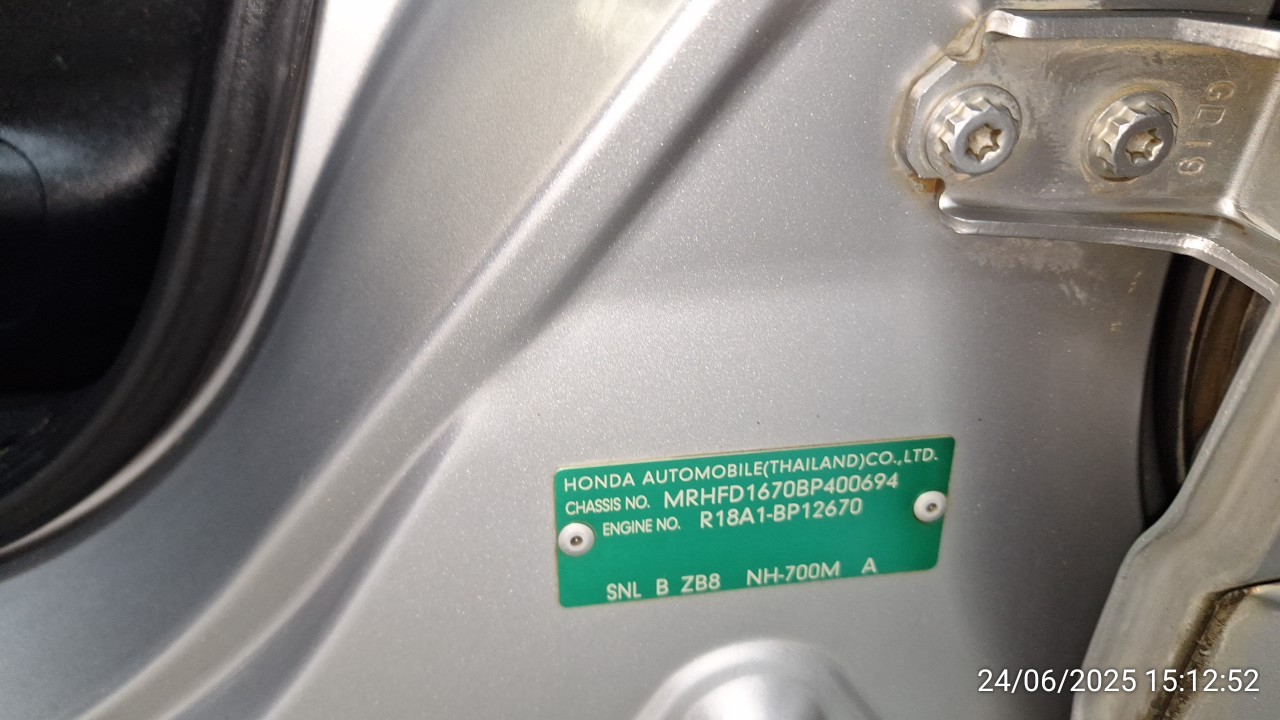 GD 19
HONDA AUTOMOBILE(THAILAND)CO.,LTD.
CHASSIS NO. MRHFD1670BP400694
ENGINE NO. R18A1-BP12670
SNL B ZB8 NH-700M A
24/06/2025 15:12:52